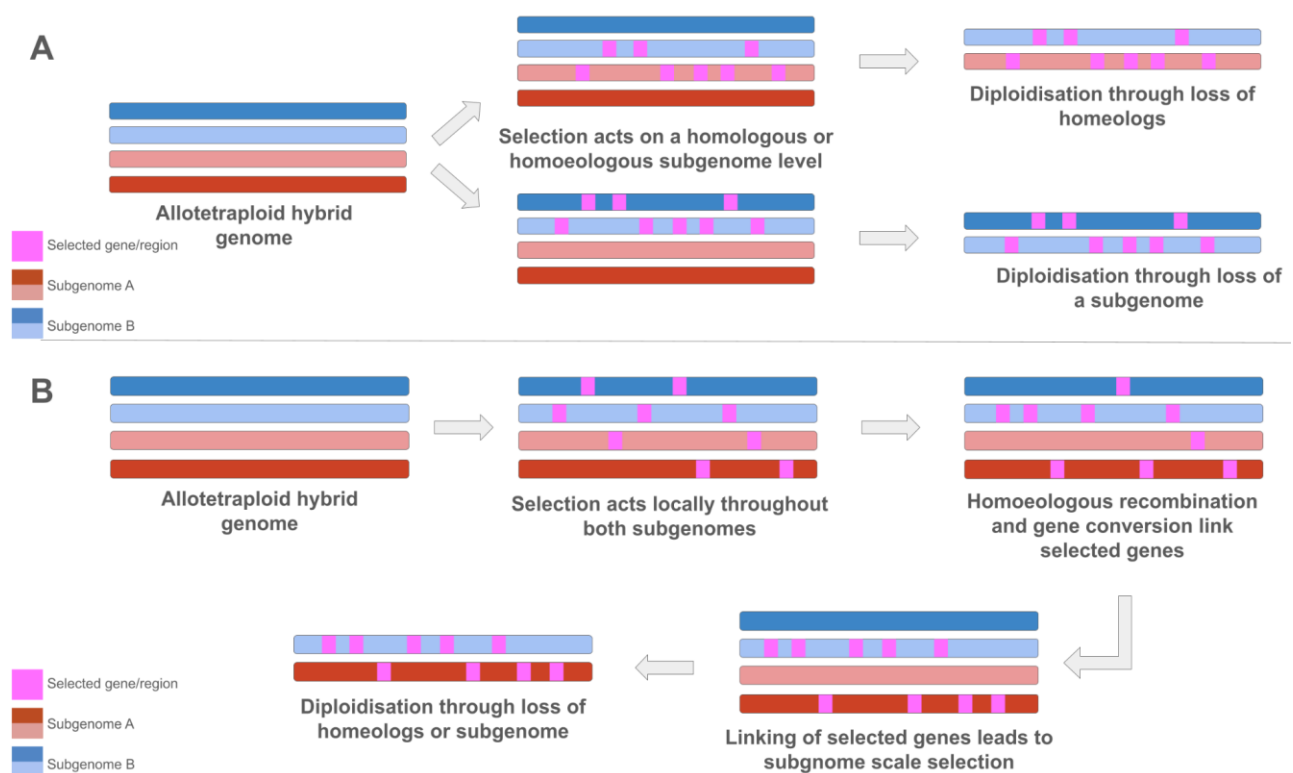 A
Allotetraploid hybrid
genome
Selection acts on a homologous or
homoeologous subgenome level
Diploidisation through loss of
homeologs
Diploidisation through loss of
a subgenome
Selected gene/region
Subgenome A
Subgenome B
B
Allotetraploid hybrid
genome
Selection acts locally throughout
both subgenomes
Homoeologous recombination
and gene conversion link
selected genes
Linking of selected genes leads to
subgnome scale selection
Diploidisation through loss of
homeologs or subgenome
Selected gene/region
Subgenome A
Subgenome B